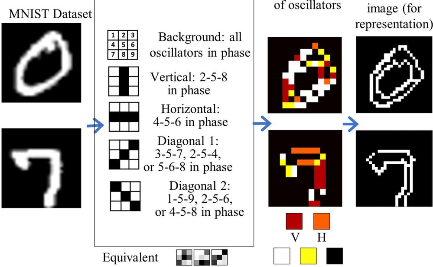 MNIST Dataset
1 2 3
4 5 6
7 8 9
Background: all
oscillators in phase
Vertical: 2-5-8
in phase
Horizontal:
4-5-6 in phase
Diagonal 1:
3-5-7, 2-5-4,
or 5-6-8 in phase
Diagonal 2:
1-5-9, 2-5-6,
or 4-5-8 in phase
Equivalent
of oscillators
V H
image (for
representation)